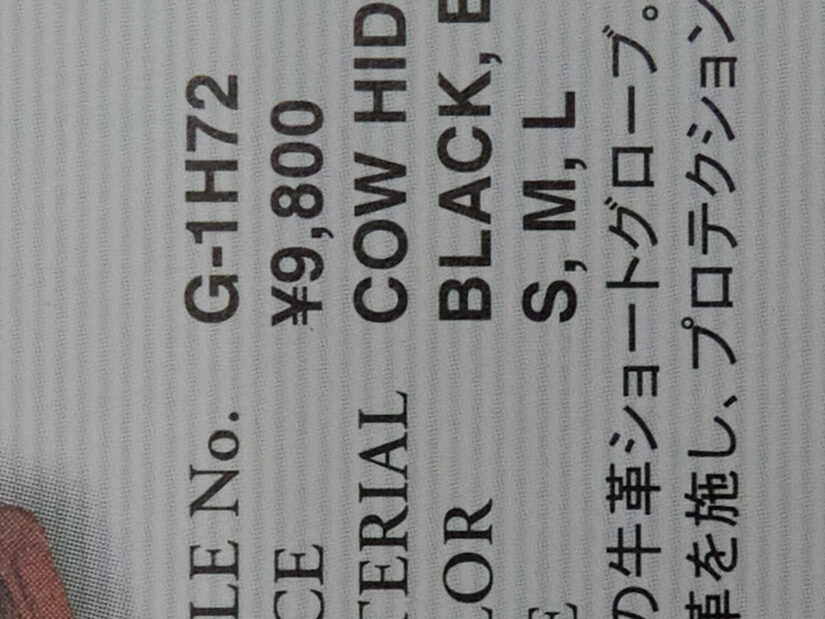 LE No. G-1H72
CE ¥9,800
TERIAL COW HID
LOR BLACK, B
E S, M, L
の牛革ショートグローブ。
革を施し、プロテクション